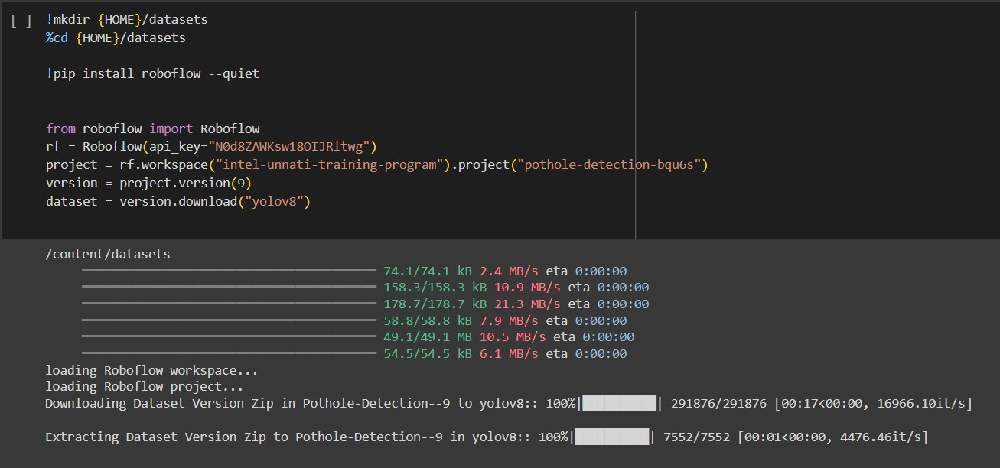 [ ] !mkdir {HOME}/datasets
%cd {HOME}/datasets
!pip install roboflow --quiet
from roboflow import Roboflow
rf = Roboflow(api_key="N0d8ZAWKsw18OIJRltwg")
project = rf.workspace("intel-unnati-training-program").project("pothole-detection-bqu6s")
version = project.version(9)
dataset = version.download("yolov8")
/content/datasets
74.1/74.1 kB 2.4 MB/s eta 0:00:00
158.3/158.3 kB 10.9 MB/s eta 0:00:00
178.7/178.7 kB 21.3 MB/s eta 0:00:00
58.8/58.8 kB 7.9 MB/s eta 0:00:00
49.1/49.1 MB 10.5 MB/s eta 0:00:00
54.5/54.5 kB 6.1 MB/s eta 0:00:00
loading Roboflow workspace...
loading Roboflow project...
Downloading Dataset Version Zip in Pothole-Detection--9 to yolov8:: 100%|██████████| 291876/291876 [00:17<00:00, 16966.10it/s]
Extracting Dataset Version Zip to Pothole-Detection--9 in yolov8:: 100%|██████████| 7552/7552 [00:01<00:00, 4476.46it/s]